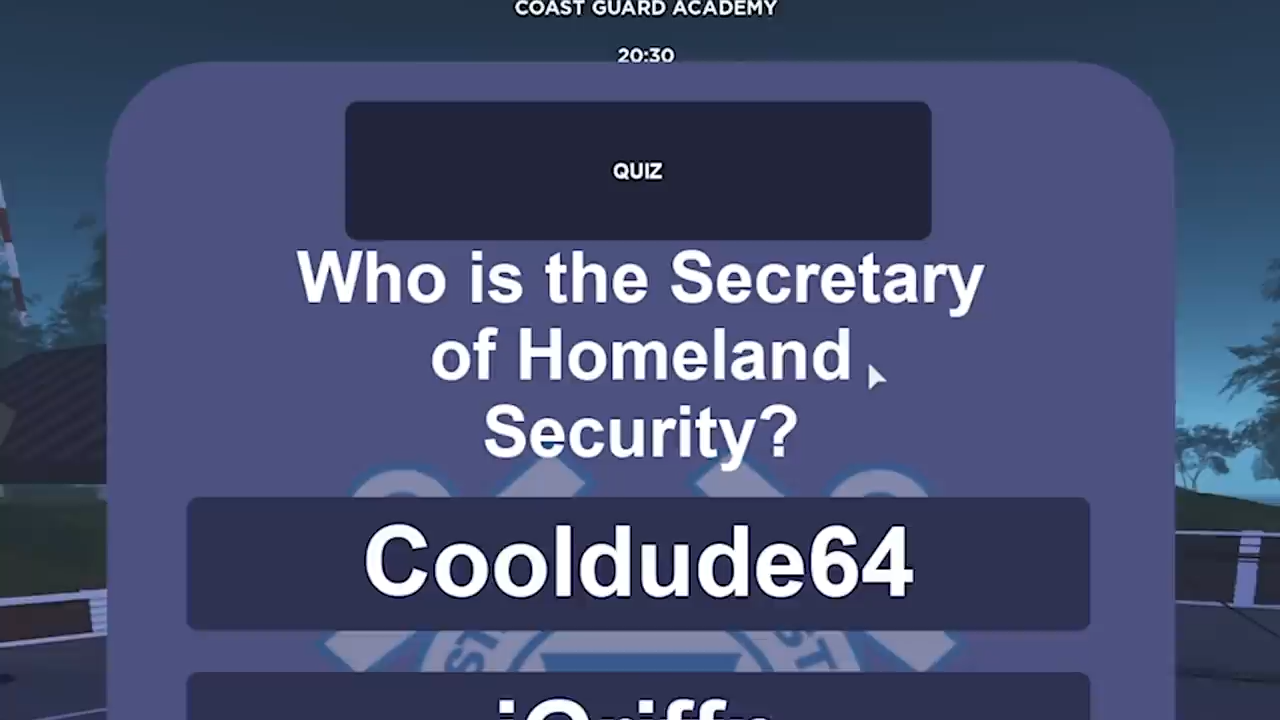 COAST GUARD ACADEMY
20:30
QUIZ
Who is the Secretary
of Homeland
Security?
Cooldude64